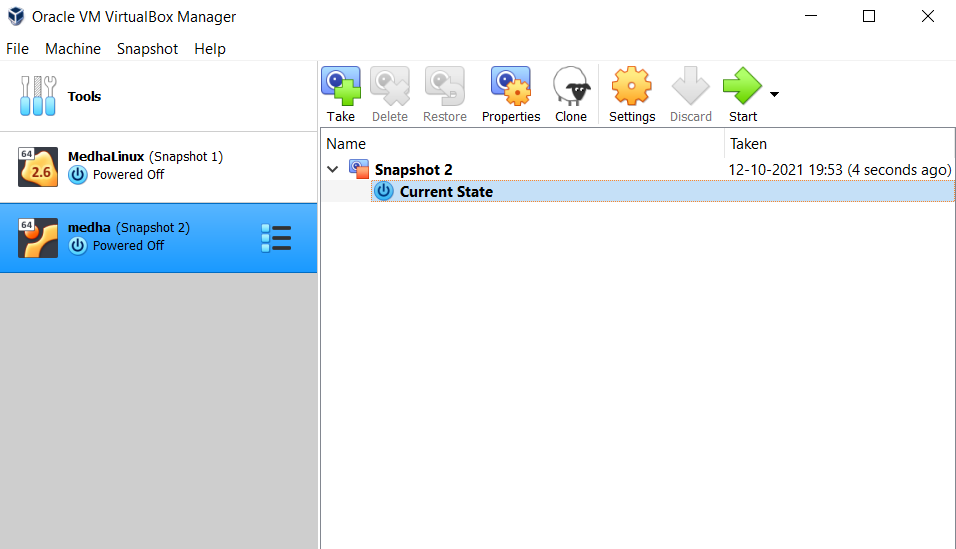 Oracle VM VirtualBox Manager
File Machine Snapshot Help
Tools
64
2.6
MedhaLinux (Snapshot 1)
Powered Off
64
medha (Snapshot 2)
Powered Off
Take Delete Restore Properties Clone Settings Discard Start
Name Taken
Snapshot 2 12-10-2021 19:53 (4 seconds ago)
Current State